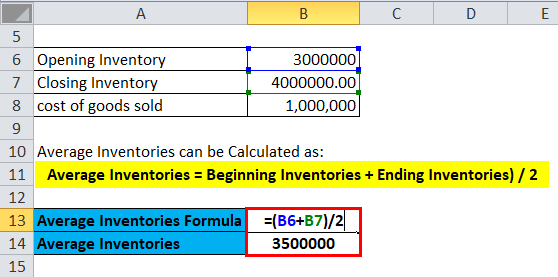 A B C D E
5
6 Opening Inventory 3000000
7 Closing Inventory 4000000.00
8 cost of goods sold 1,000,000
9
10 Average Inventories can be Calculated as:
11 Average Inventories = Beginning Inventories + Ending Inventories) / 2
12
13 Average Inventories Formula =(B6+B7)/2
14 Average Inventories 3500000
15